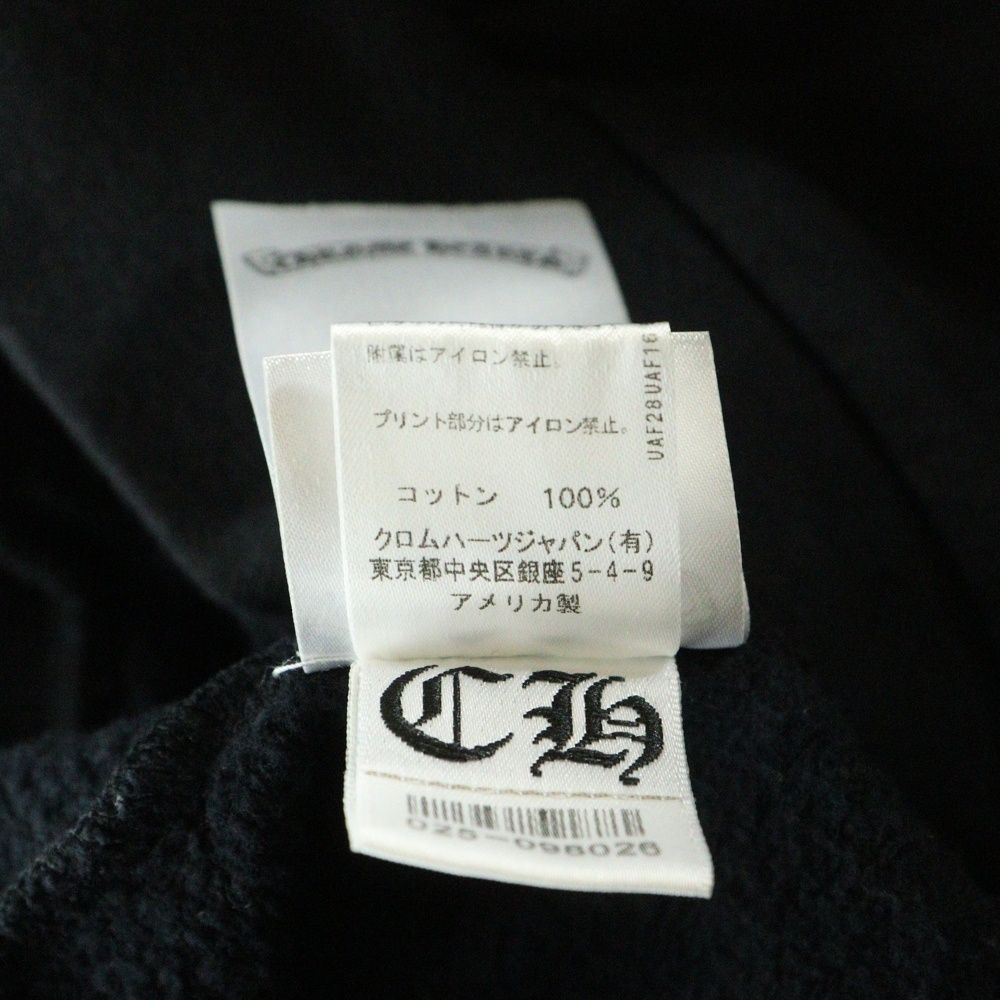 CHROME HEARTS
附属はアイロン禁止。
プリント部分はアイロン禁止。
UAF28UAF16
コットン 100%
クロムハーツジャパン(有)
東京都中央区銀座5-4-9
アメリカ製
CH
025-098026